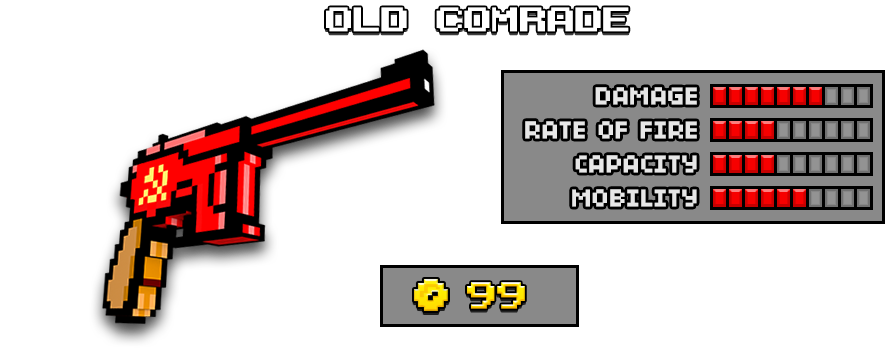 OLD COMRADE
DAMAGE
RATE OF FIRE
CAPACITY
MOBILITY
99